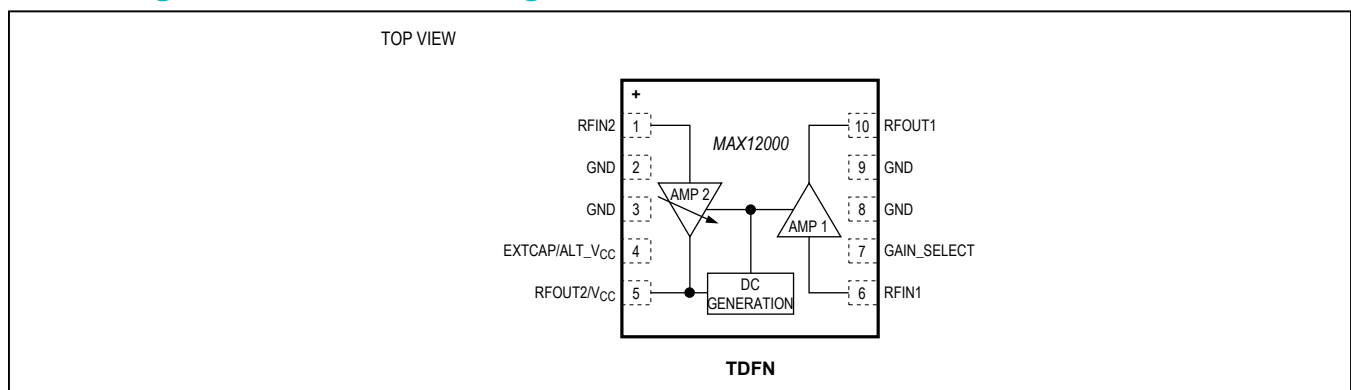 TOP VIEW
+
RFIN2 1 10 RFOUT1
MAX12000
GND 2 9 GND
AMP 2
GND 3 8 GND
AMP 1
EXTCAP/ALT_VCC 4 7 GAIN_SELECT
DC
RFOUT2/VCC 5 6 RFIN1
GENERATION
TDFN